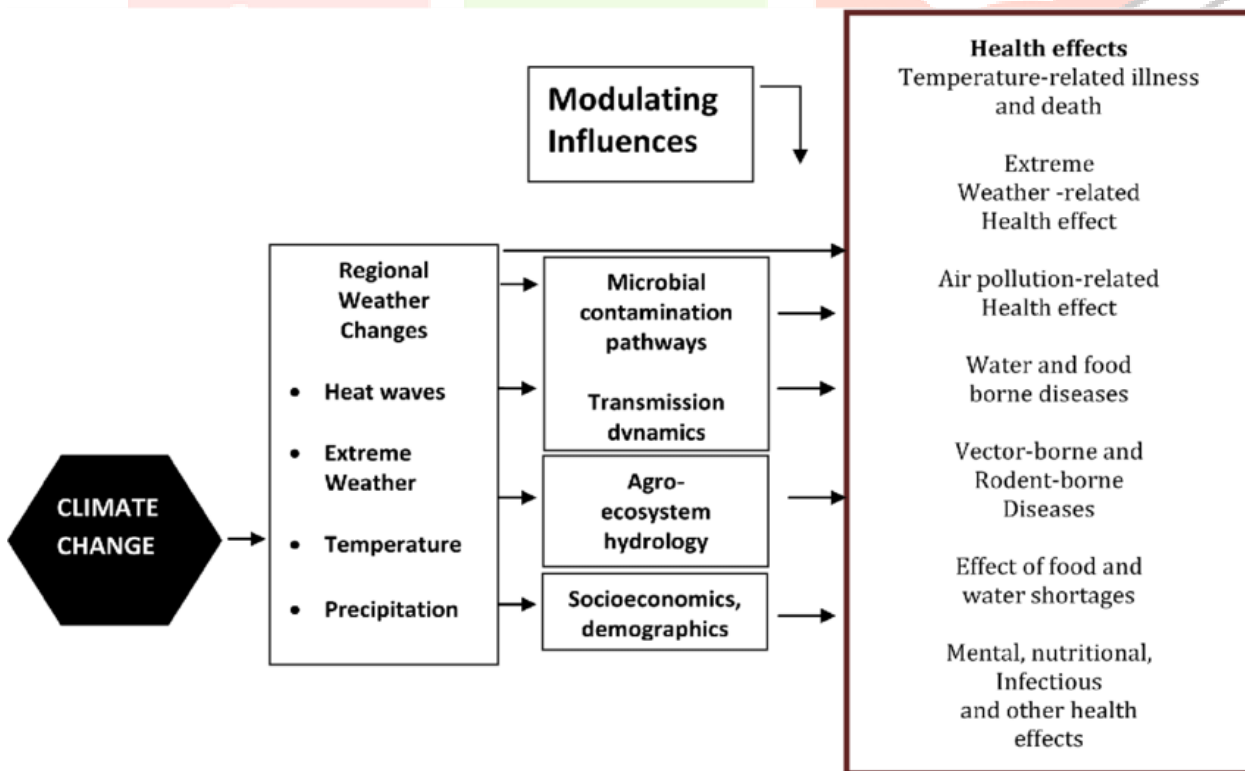 Modulating
Influences
CLIMATE
CHANGE
Regional
Weather
Changes
• Heat waves
• Extreme
Weather
• Temperature
• Precipitation
Microbial
contamination
pathways
Transmission
dvnamics
Agro-
ecosystem
hydrology
Socioeconomics,
demographics
Health effects
Temperature-related illness
and death
Extreme
Weather -related
Health effect
Air pollution-related
Health effect
Water and food
borne diseases
Vector-borne and
Rodent-borne
Diseases
Effect of food and
water shortages
Mental, nutritional,
Infectious
and other health
effects